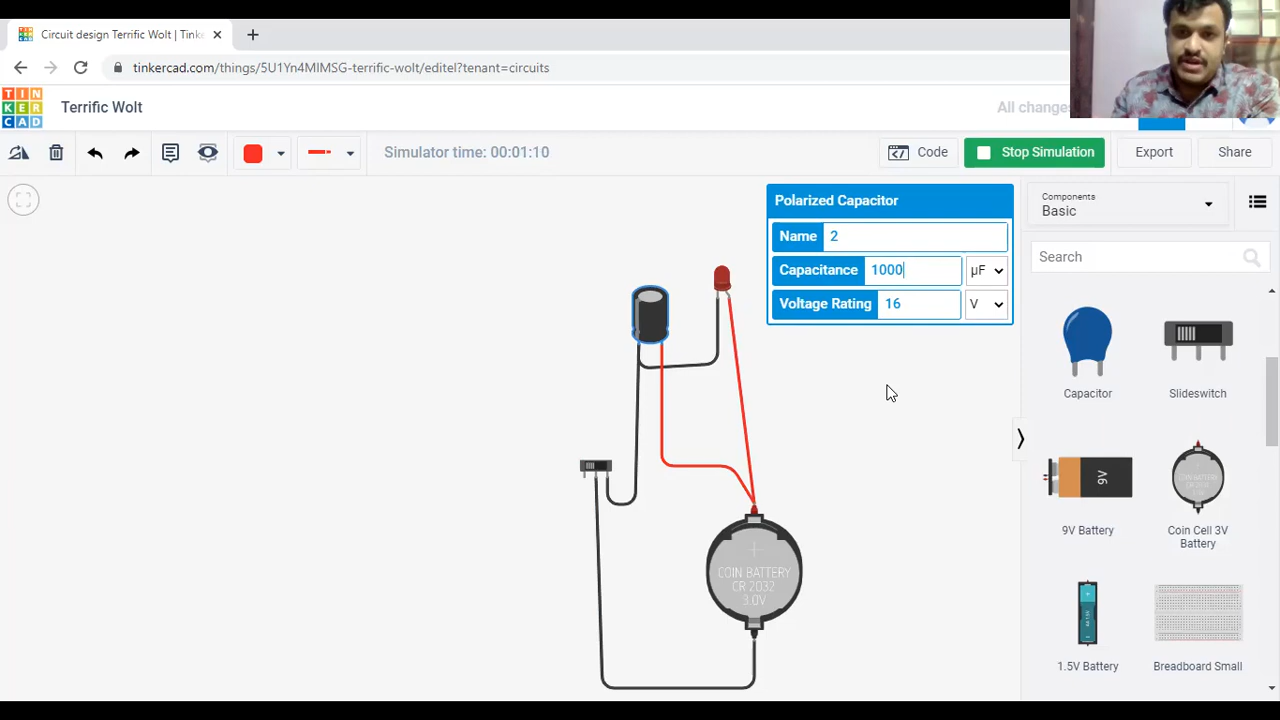 Circuit design Terrific Wolt | Tink
tinkercad.com/things/5U1Yn4MIMSG-terrific-wolt/editel?tenant=circuits
TIN
KER
CAD
Terrific Wolt
All change
Simulator time: 00:01:10
Code
Stop Simulation
Export
Share
Polarized Capacitor
Name 2
Capacitance 1000 µF
Voltage Rating 16 V
Components
Basic
Search
Capacitor
Slideswitch
9V
9V Battery
Coin Cell 3V
Battery
1.5V Battery
Breadboard Small
COIN BATTERY
CR 2032
3.0V